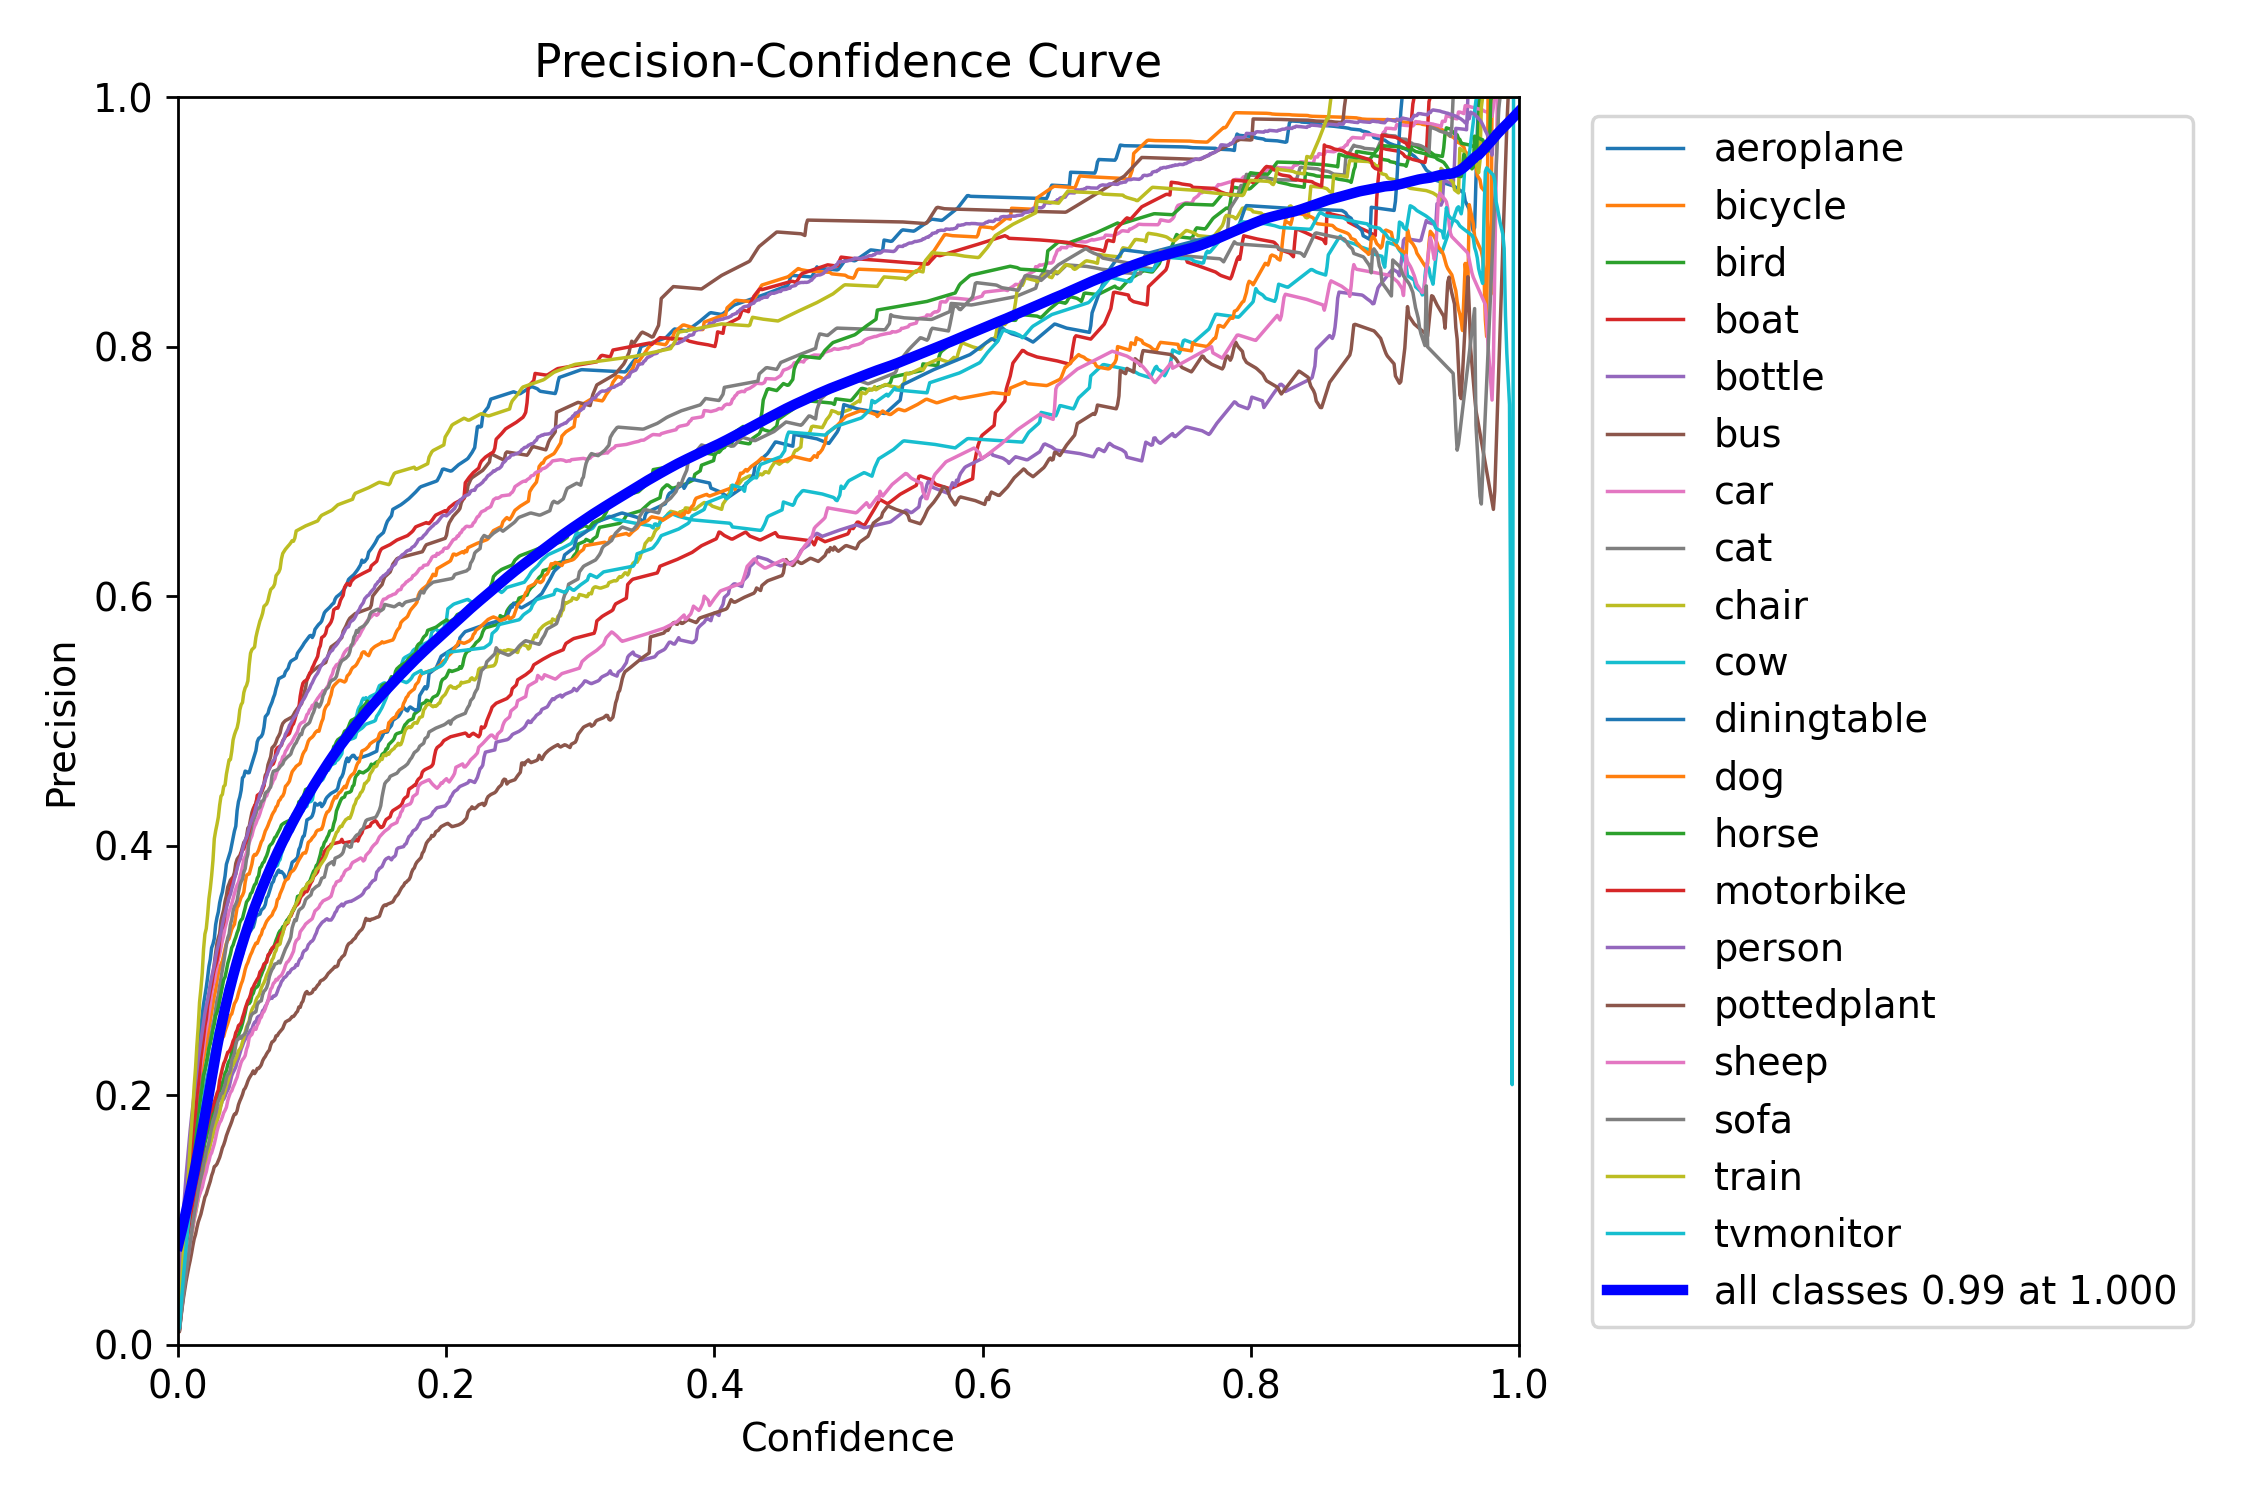 Precision-Confidence Curve
1.0
0.8
0.6
0.4
0.2
0.0
Precision
0.0 0.2 0.4 0.6 0.8 1.0
Confidence
aeroplane
bicycle
bird
boat
bottle
bus
car
cat
chair
cow
diningtable
dog
horse
motorbike
person
pottedplant
sheep
sofa
train
tvmonitor
all classes 0.99 at 1.000